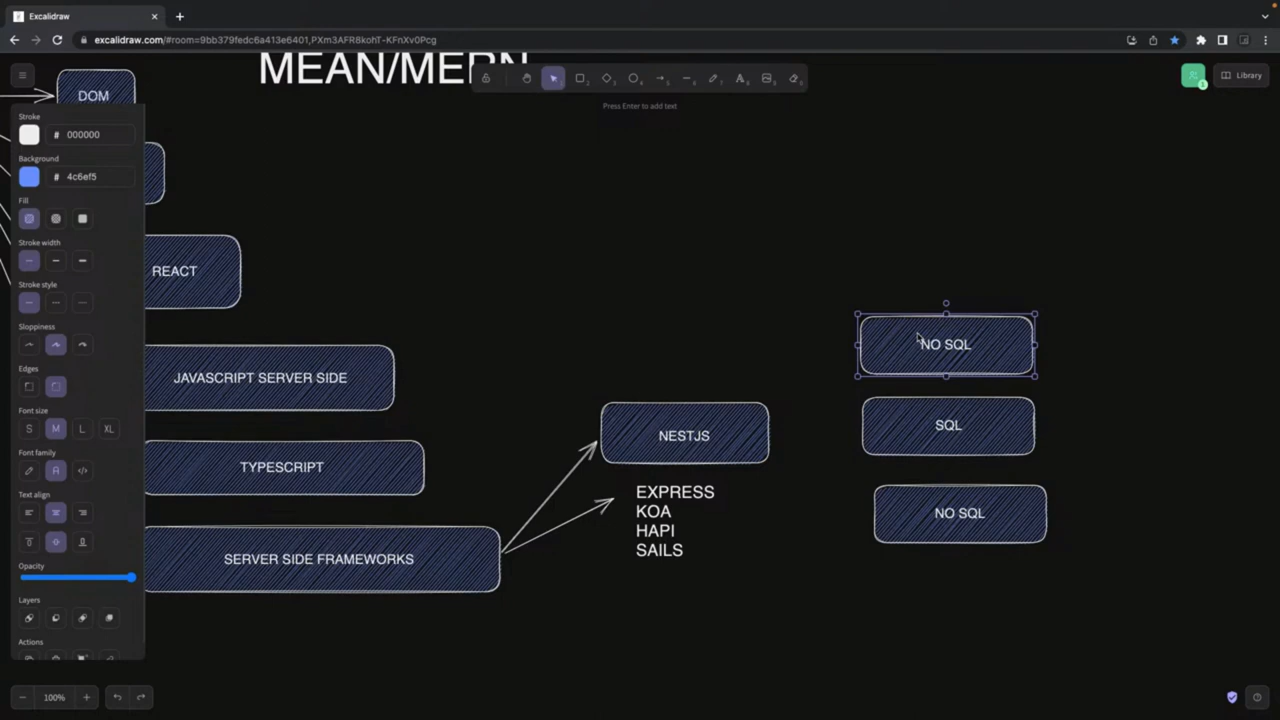 Excalidraw
excalidraw.com/#room=9bb379fedc6a413e6401,PXm3AFR8kohT-KFnXv0Pcg
MEAN/MERN
Library
Press Enter to add text
DOM
Stroke
# 000000
Background
# 4c6ef5
Fill
Stroke width
Stroke style
Sloppiness
Edges
Font size
S M L XL
Font family
A
Text align
Opacity
Layers
Actions
100%
REACT
JAVASCRIPT SERVER SIDE
TYPESCRIPT
SERVER SIDE FRAMEWORKS
NESTJS
EXPRESS
KOA
HAPI
SAILS
NO SQL
SQL
NO SQL